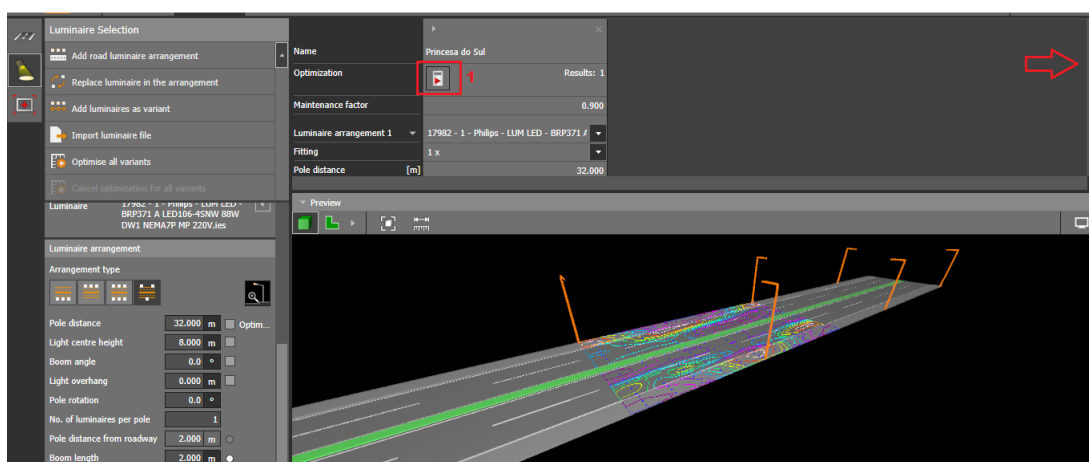 Luminaire Selection
Add road luminaire arrangement
Replace luminaire in the arrangement
Add luminaires as variant
Import luminaire file
Optimise all variants
Cancel optimization for all variants
Luminaire
17982 - 1 - Philips - LUM LED -
BRP371 A LED106-4SNW 88W
DW1 NEMA7P MP 220V.ies
Luminaire arrangement
Arrangement type
Pole distance 32.000 m Optim...
Light centre height 8.000 m
Boom angle 0.0 °
Light overhang 0.000 m
Pole rotation 0.0 °
No. of luminaires per pole 1
Pole distance from roadway 2.000 m
Boom length 2.000 m
Name Princesa do Sul
Optimization 1 Results: 1
Maintenance factor 0.900
Luminaire arrangement 1 17982 - 1 - Philips - LUM LED - BRP371 A
Fitting 1 x
Pole distance [m] 32.000
Preview